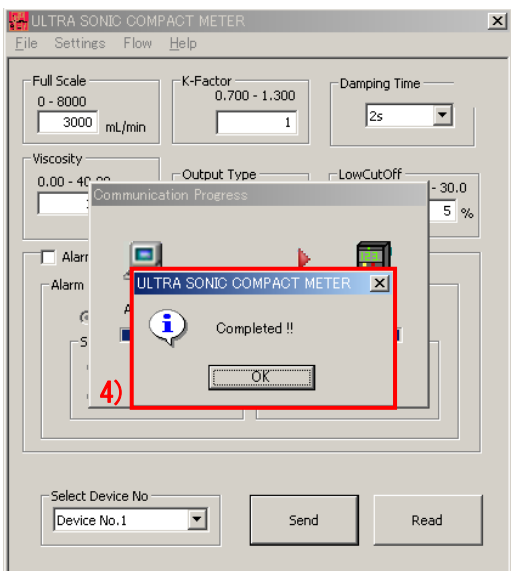 ULTRA SONIC COMPACT METER
File Settings Flow Help
Full Scale
0 - 8000
3000 mL/min
K-Factor
0.700 - 1.300
1
Damping Time
2s
Viscosity
0.00 - 40.00
Output Type
LowCutOff
- 30.0
5 %
Communication Progress
Alarm
Alarm
ULTRA SONIC COMPACT METER
Completed !!
OK
4)
Select Device No
Device No.1
Send
Read